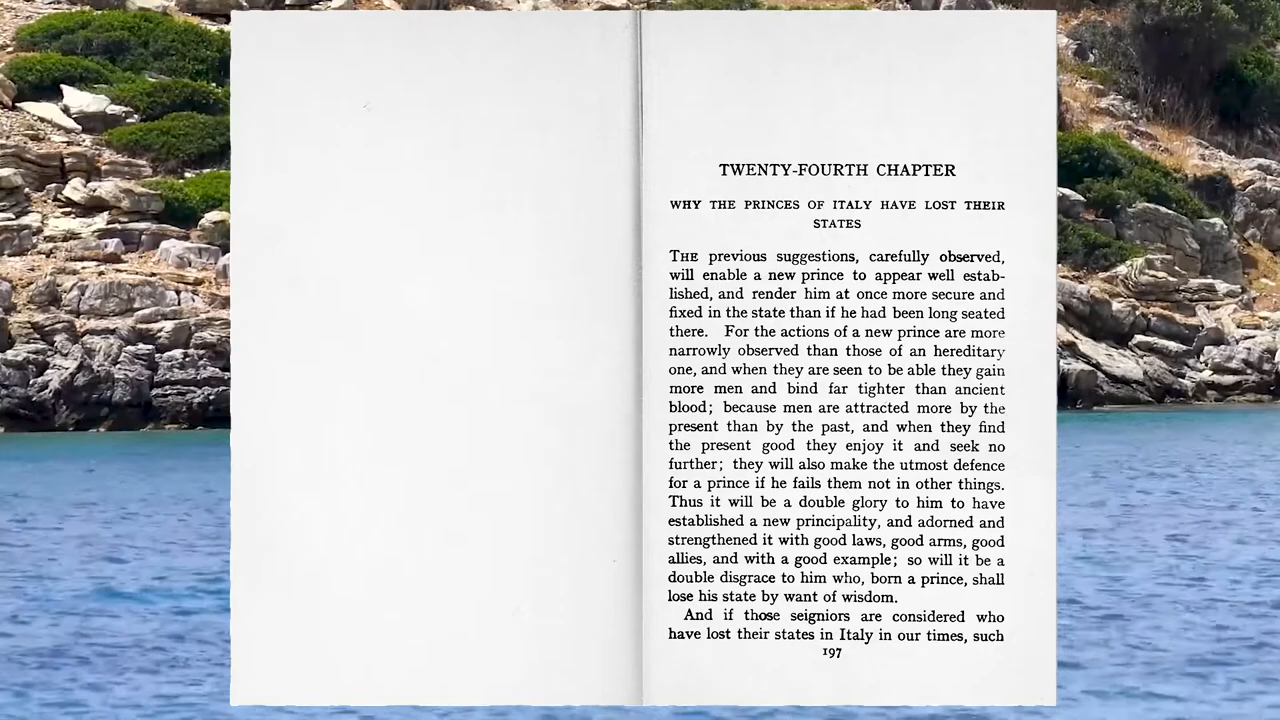 TWENTY-FOURTH CHAPTER
WHY THE PRINCES OF ITALY HAVE LOST THEIR
STATES
THE previous suggestions, carefully observed,
will enable a new prince to appear well estab-
lished, and render him at once more secure and
fixed in the state than if he had been long seated
there. For the actions of a new prince are more
narrowly observed than those of an hereditary
one, and when they are seen to be able they gain
more men and bind far tighter than ancient
blood; because men are attracted more by the
present than by the past, and when they find
the present good they enjoy it and seek no
further; they will also make the utmost defence
for a prince if he fails them not in other things.
Thus it will be a double glory to him to have
established a new principality, and adorned and
strengthened it with good laws, good arms, good
allies, and with a good example; so will it be a
double disgrace to him who, born a prince, shall
lose his state by want of wisdom.
And if those seigniors are considered who
have lost their states in Italy in our times, such
197